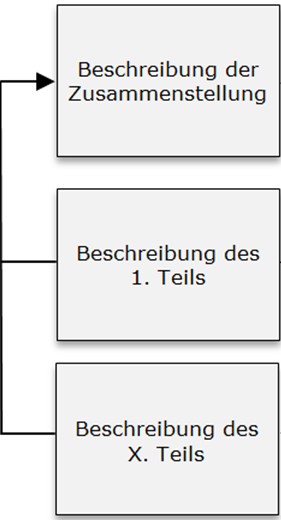 Beschreibung der
Zusammenstellung
Beschreibung des
1. Teils
Beschreibung des
X. Teils